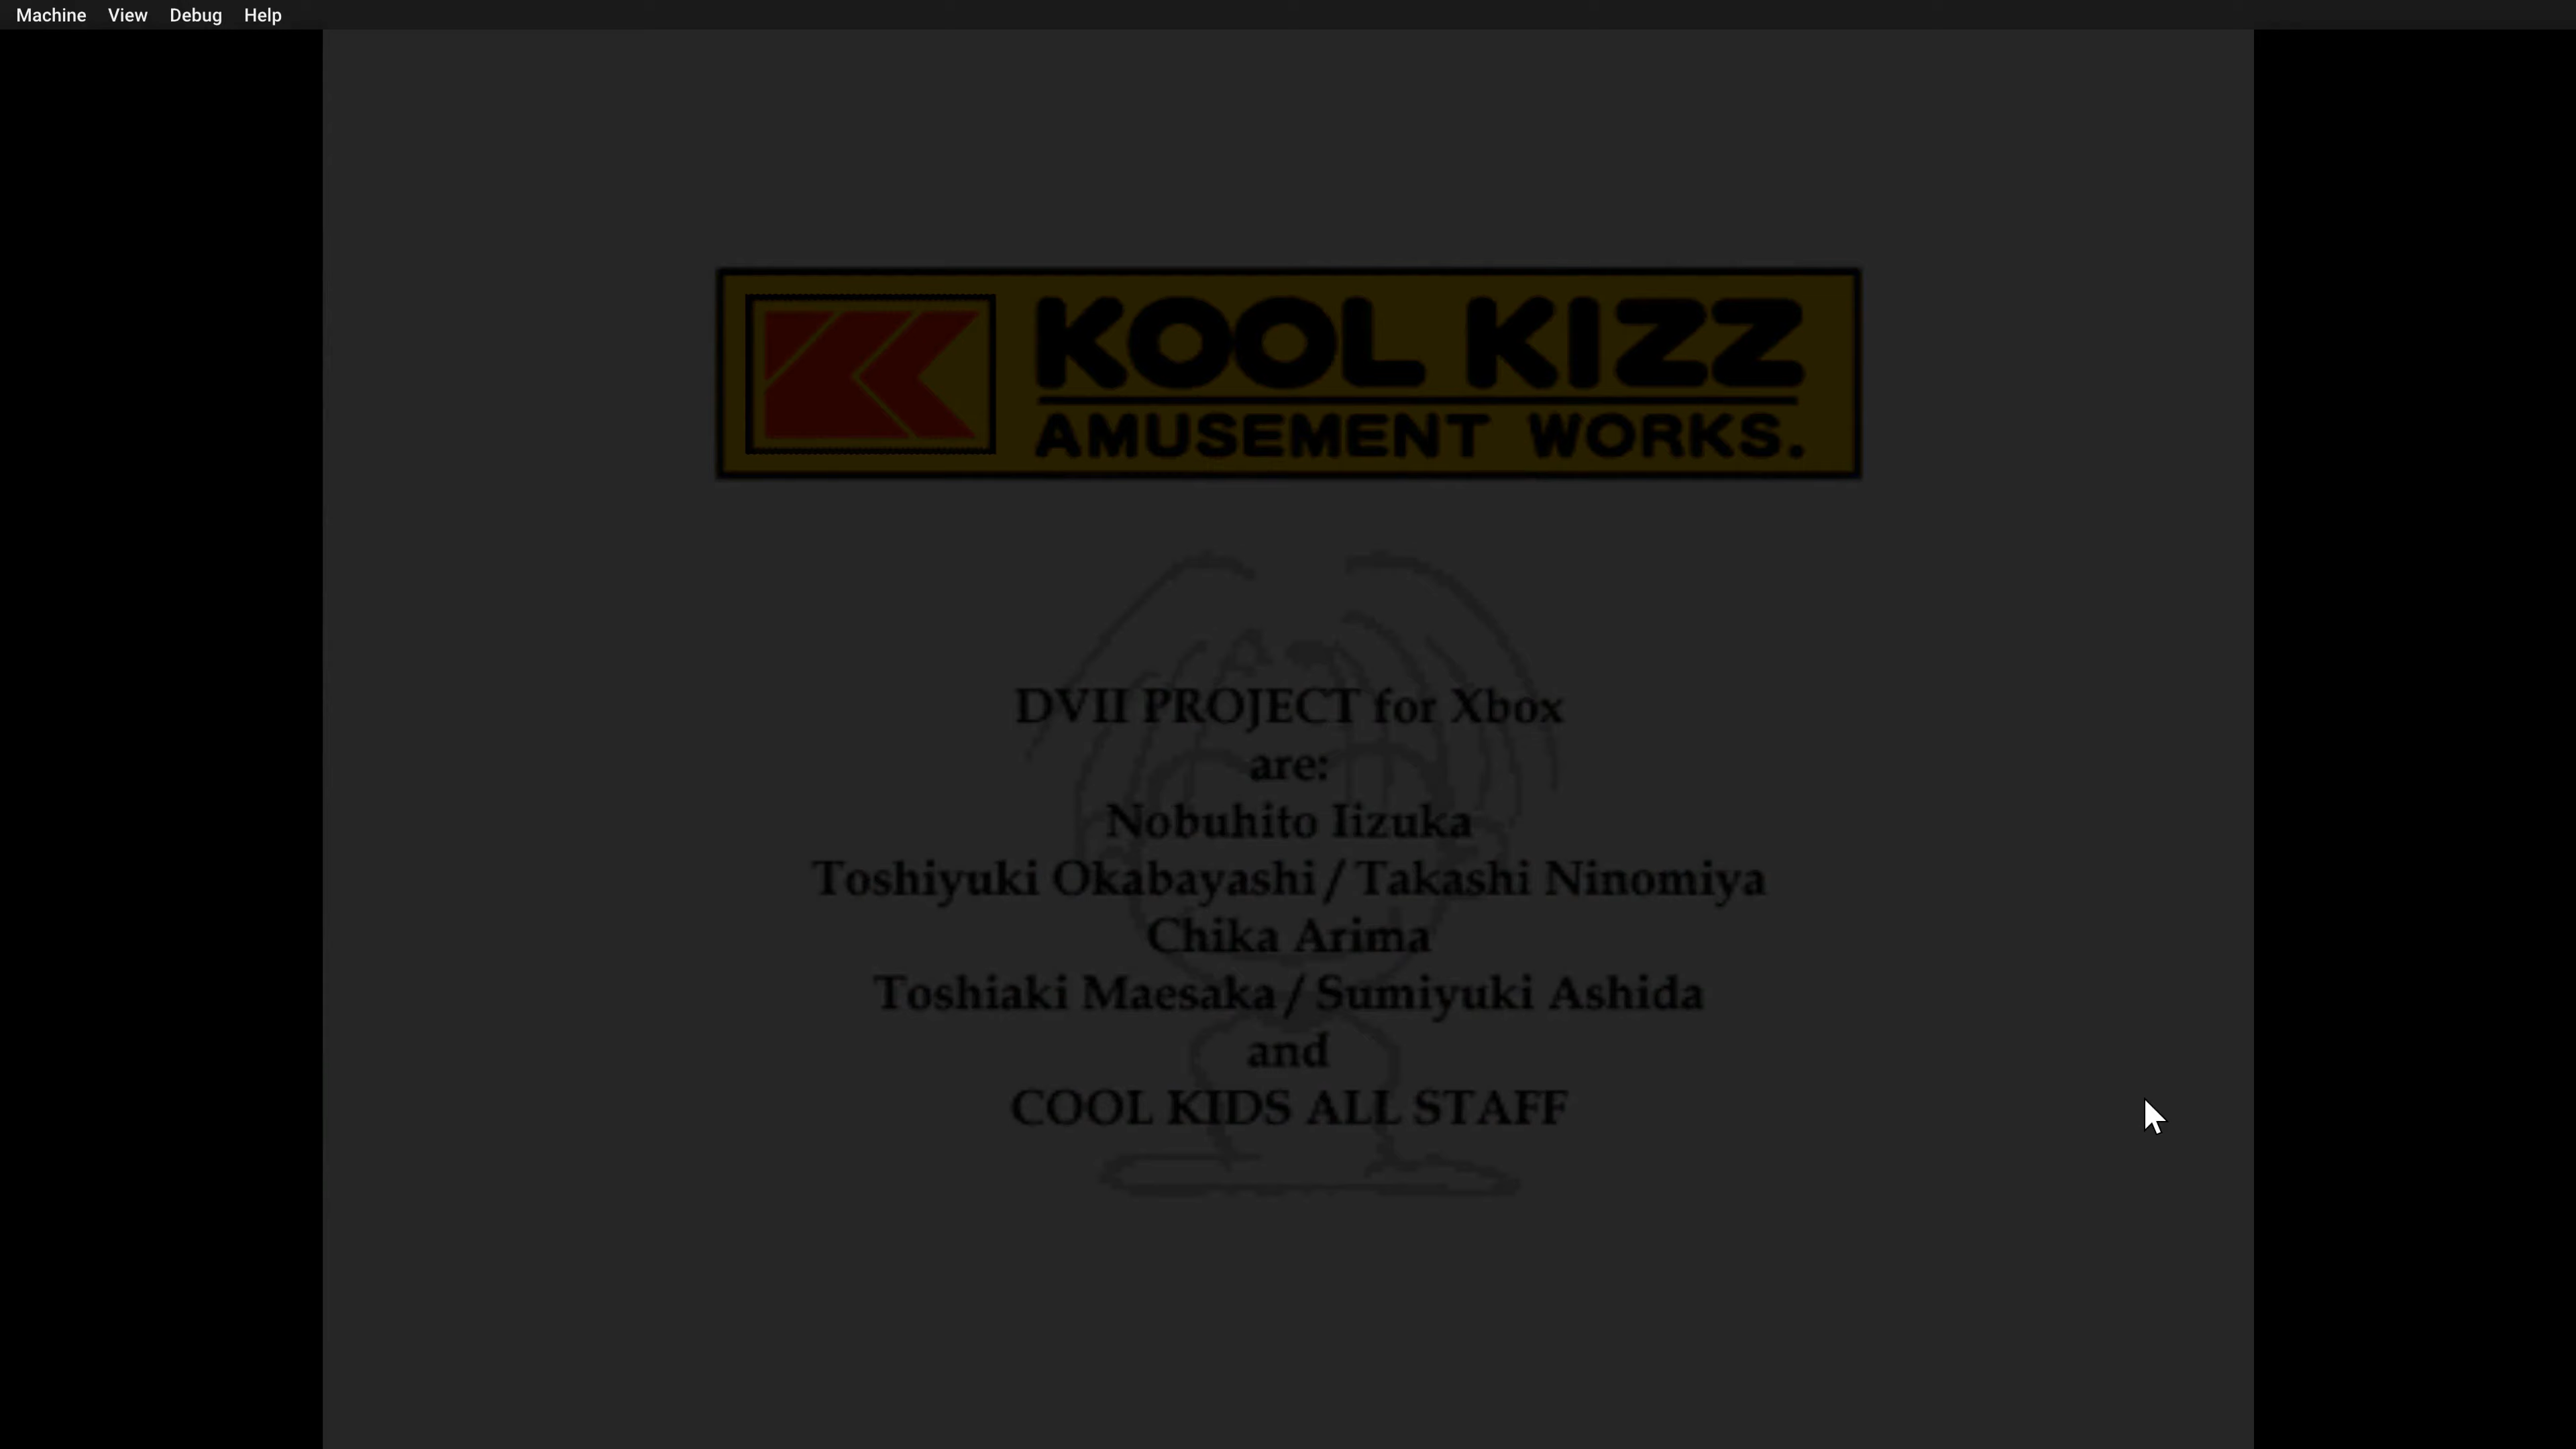 Machine View Debug Help
KOOL KIZZ
AMUSEMENT WORKS.
DVII PROJECT for Xbox
are:
Nobuhito Iizuka
Toshiyuki Okabayashi/Takashi Ninomiya
Chika Arima
Toshiaki Maesaka/Sumiyuki Ashida
and
COOL KIDS ALL STAFF